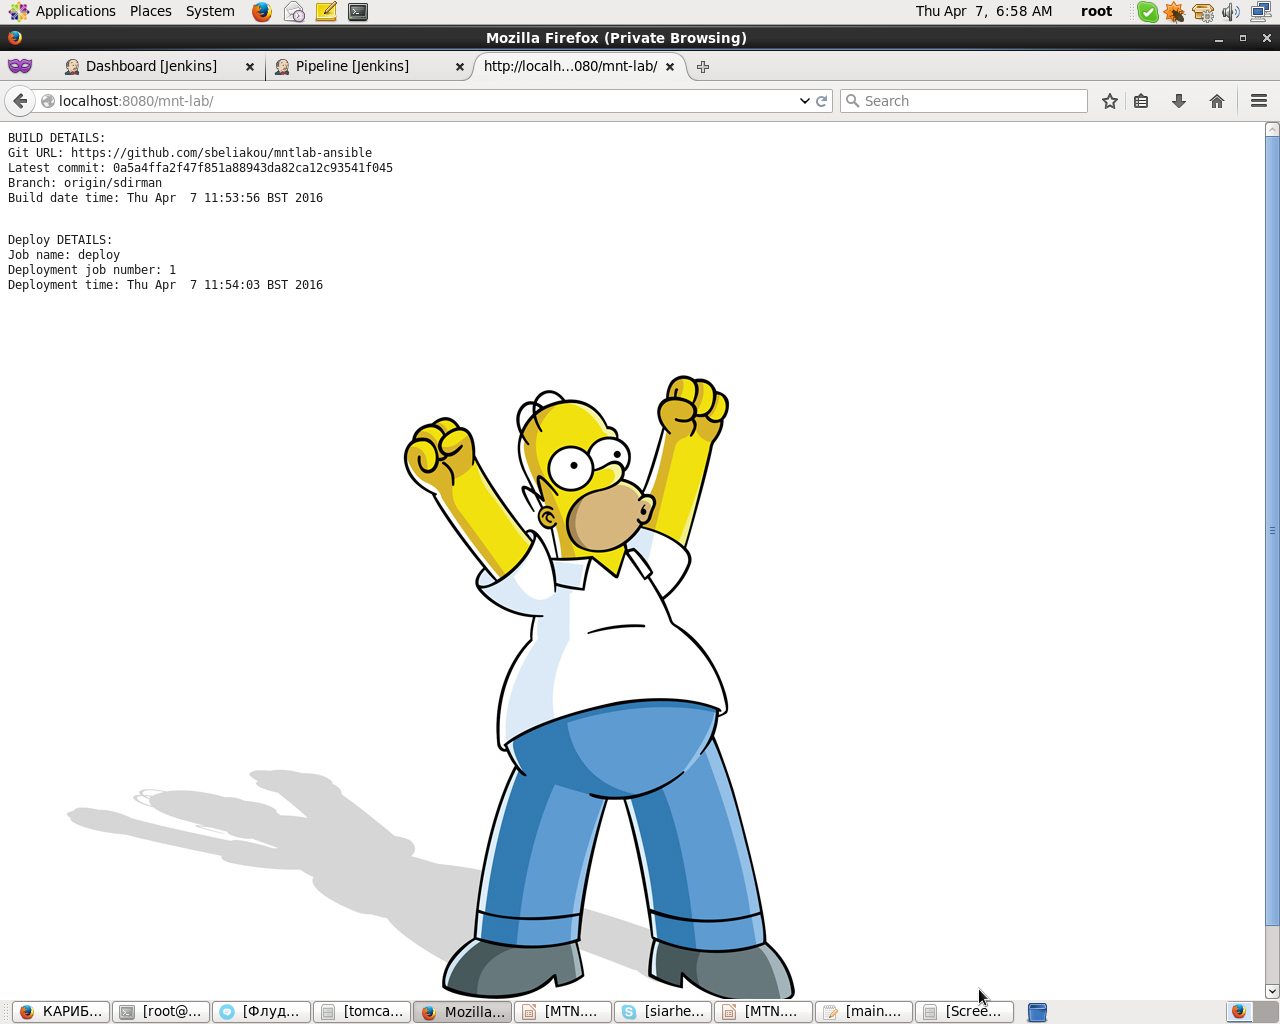 Applications Places System Thu Apr 7, 6:58 AM root
Mozilla Firefox (Private Browsing)
Dashboard [Jenkins] Pipeline [Jenkins] http://localh...080/mnt-lab/
localhost:8080/mnt-lab/ Search
BUILD DETAILS:
Git URL: https://github.com/sbeliakou/mntlab-ansible
Latest commit: 0a5a4ffa2f47f851a88943da82ca12c93541f045
Branch: origin/sdirman
Build date time: Thu Apr  7 11:53:56 BST 2016
Deploy DETAILS:
Job name: deploy
Deployment job number: 1
Deployment time: Thu Apr  7 11:54:03 BST 2016
КАРИБ... [root@... [Флуд... [tomca... Mozilla... [MTN.... [siarhe... [MTN.... [main.... [Scree...